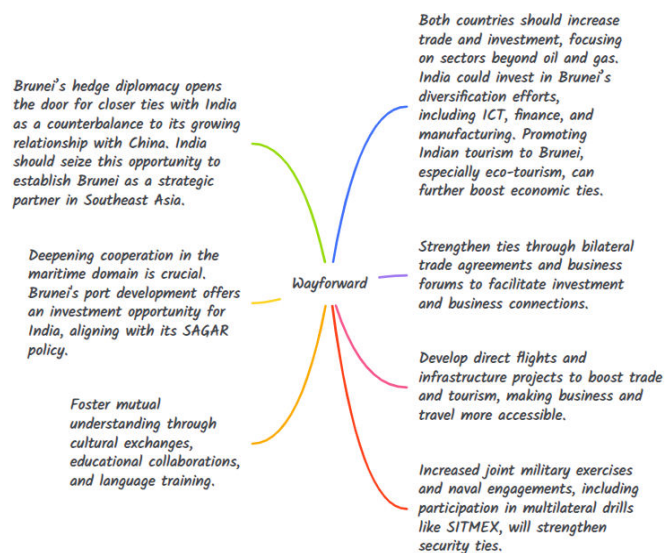 Brunei's hedge diplomacy opens
the door for closer ties with India
as a counterbalance to its growing
relationship with China. India
should seize this opportunity to
establish Brunei as a strategic
partner in Southeast Asia.
Deepening cooperation in the
maritime domain is crucial.
Brunei's port development offers
an investment opportunity for
India, aligning with its SAGAR
policy.
Foster mutual
understanding through
cultural exchanges,
educational collaborations,
and language training.
Wayforward
Both countries should increase
trade and investment, focusing
on sectors beyond oil and gas.
India could invest in Brunei's
diversification efforts,
including ICT, finance, and
manufacturing. Promoting
Indian tourism to Brunei,
especially eco-tourism, can
further boost economic ties.
Strengthen ties through bilateral
trade agreements and business
forums to facilitate investment
and business connections.
Develop direct flights and
infrastructure projects to boost trade
and tourism, making business and
travel more accessible.
Increased joint military exercises
and naval engagements, including
participation in multilateral drills
like SITMEX, will strengthen
security ties.